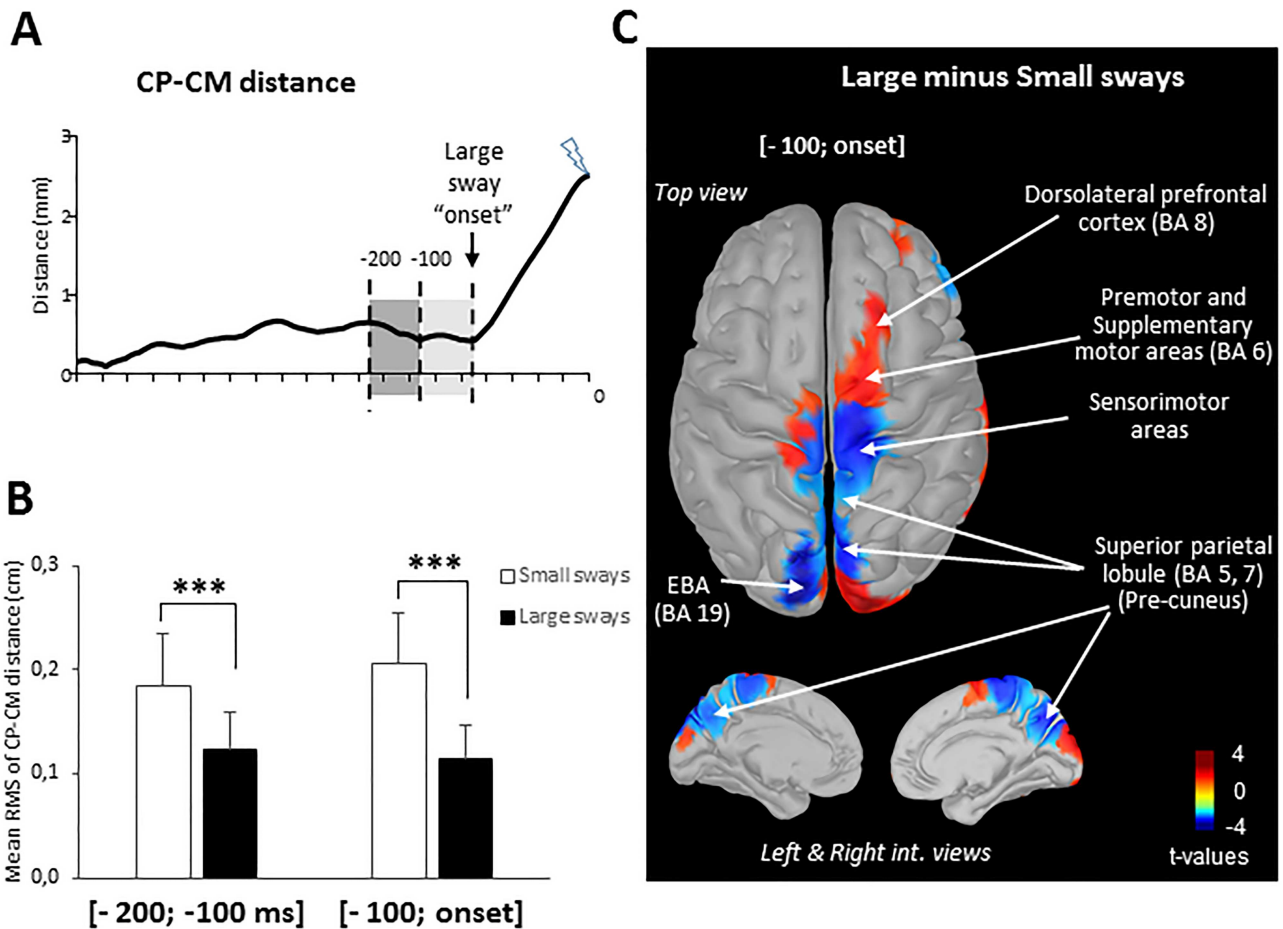 A
CP-CM distance
Distance (mm)
3
2
1
0
Large
sway
“onset”
-200 -100
0
B
Mean RMS of CP-CM distance (cm)
0,3
0,2
0,1
0,0
***
***
Small sways
Large sways
[- 200; -100 ms]
[- 100; onset]
C
Large minus Small sways
[- 100; onset]
Top view
Dorsolateral prefrontal
cortex (BA 8)
Premotor and
Supplementary
motor areas (BA 6)
Sensorimotor
areas
Superior parietal
lobule (BA 5, 7)
(Pre-cuneus)
EBA
(BA 19)
Left & Right int. views
4
0
-4
t-values